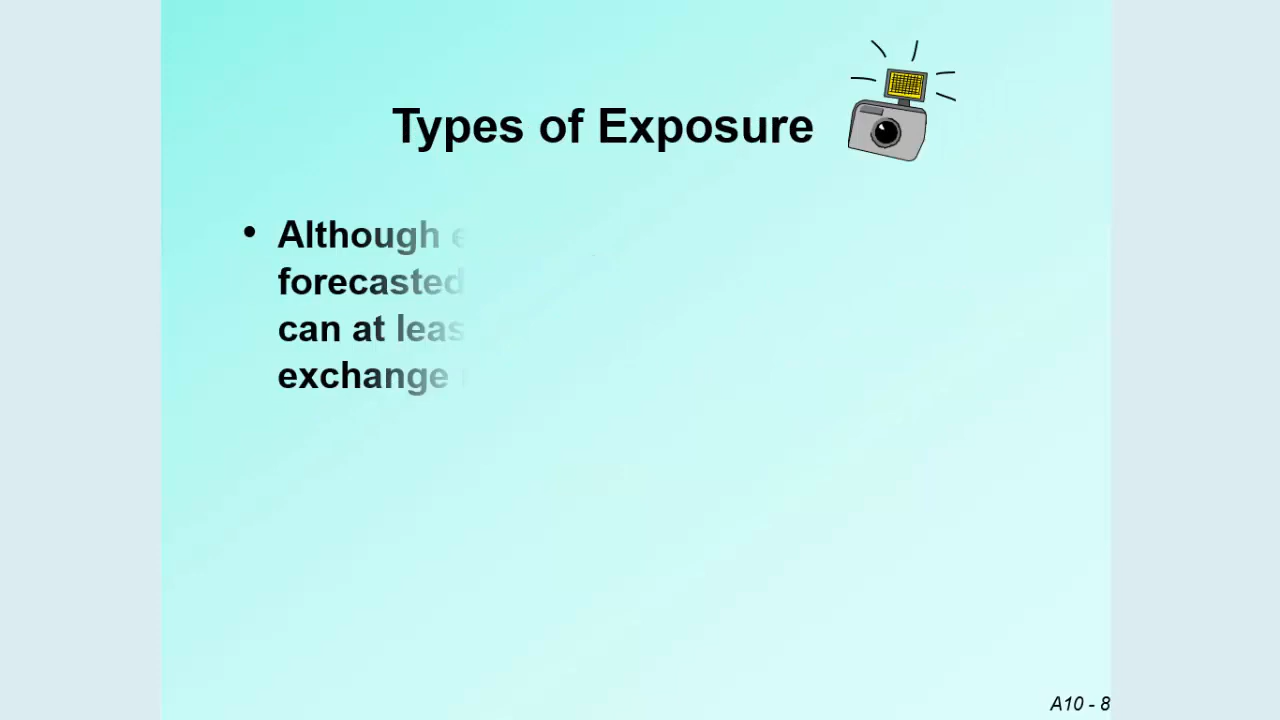 Types of Exposure
• Although
forecasted
can at leas
exchange
A10 - 8